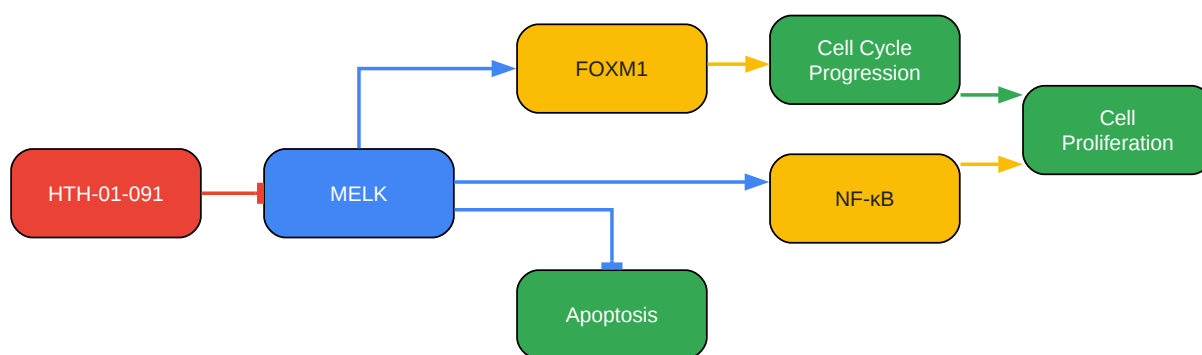 HTH-01-091
MELK
FOXM1
Cell Cycle
Progression
NF-κB
Apoptosis
Cell
Proliferation